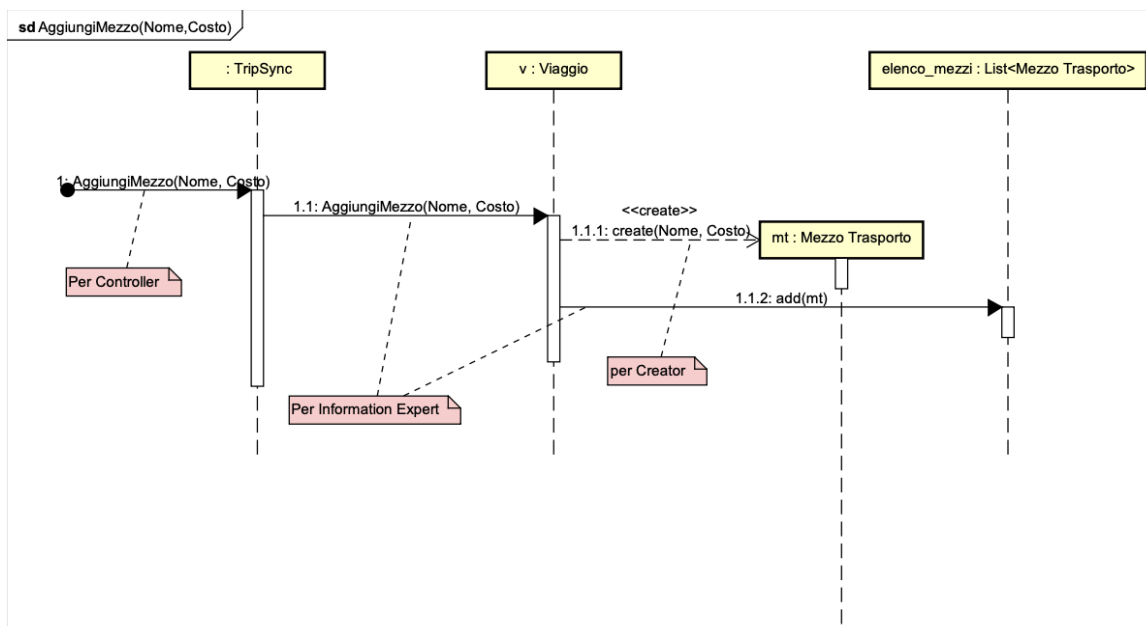 sd AggiungiMezzo(Nome,Costo)
: TripSync
v : Viaggio
elenco_mezzi : List<Mezzo Trasporto>
1: AggiungiMezzo(Nome, Costo)
1.1: AggiungiMezzo(Nome, Costo)
<<create>>
1.1.1: create(Nome, Costo)
mt : Mezzo Trasporto
Per Controller
1.1.2: add(mt)
per Creator
Per Information Expert